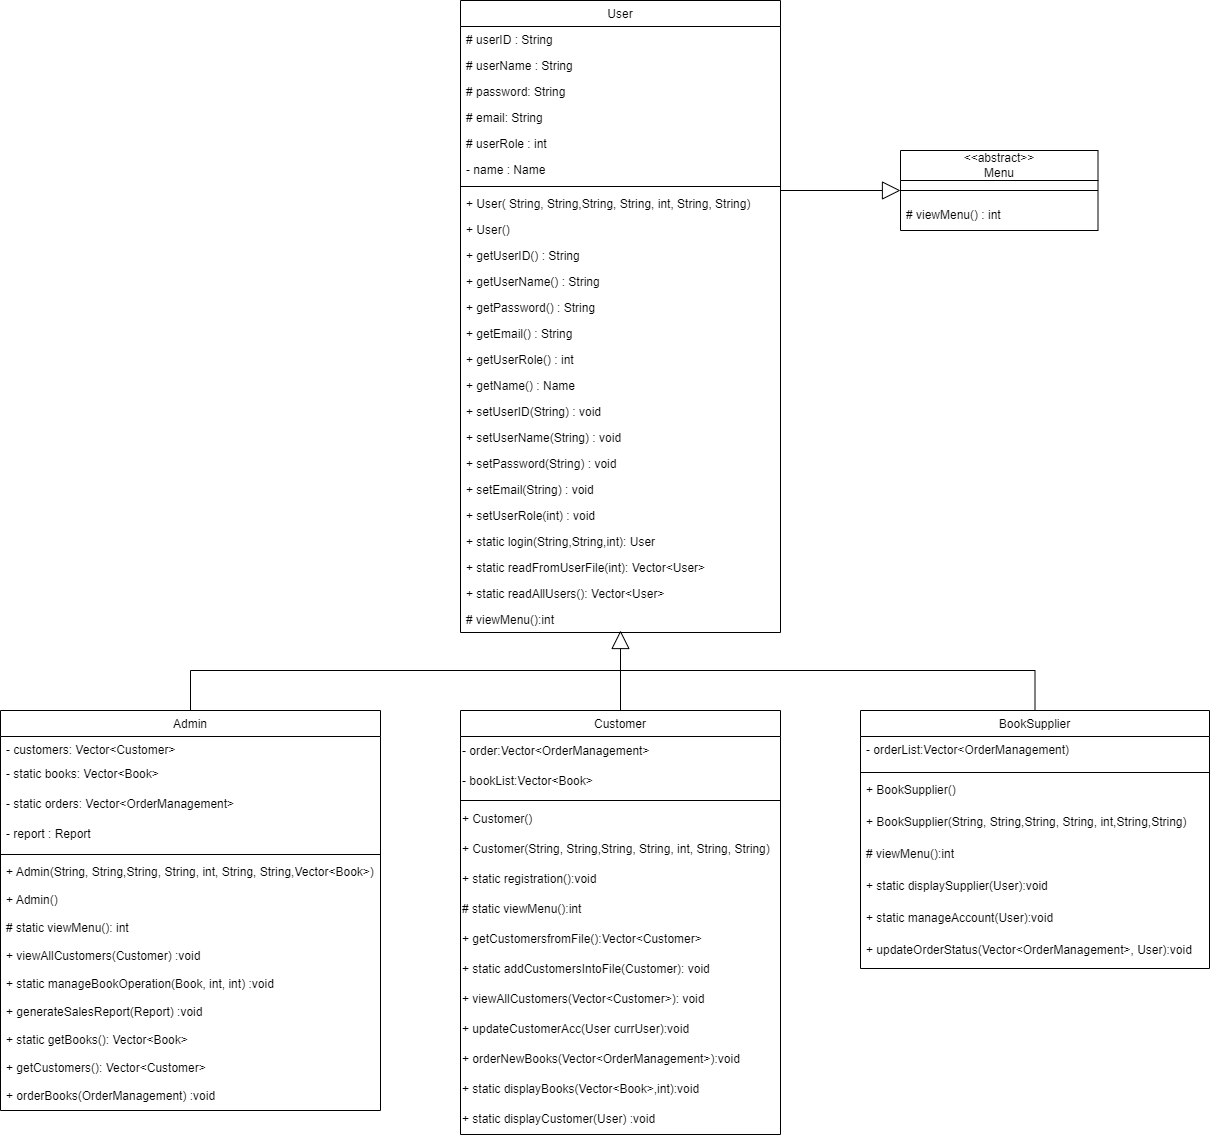 User
# userID : String
# userName : String
# password: String
# email: String
# userRole : int
- name : Name
+ User( String, String,String, String, int, String, String)
+ User()
+ getUserID() : String
+ getUserName() : String
+ getPassword() : String
+ getEmail() : String
+ getUserRole() : int
+ getName() : Name
+ setUserID(String) : void
+ setUserName(String) : void
+ setPassword(String) : void
+ setEmail(String) : void
+ setUserRole(int) : void
+ static login(String,String,int): User
+ static readFromUserFile(int): Vector<User>
+ static readAllUsers(): Vector<User>
# viewMenu():int
<<abstract>>
Menu
# viewMenu() : int
Admin
- customers: Vector<Customer>
- static books: Vector<Book>
- static orders: Vector<OrderManagement>
- report : Report
+ Admin(String, String,String, String, int, String, String,Vector<Book>)
+ Admin()
# static viewMenu(): int
+ viewAllCustomers(Customer) :void
+ static manageBookOperation(Book, int, int) :void
+ generateSalesReport(Report) :void
+ static getBooks(): Vector<Book>
+ getCustomers(): Vector<Customer>
+ orderBooks(OrderManagement) :void
Customer
- order:Vector<OrderManagement>
- bookList:Vector<Book>
+ Customer()
+ Customer(String, String,String, String, int, String, String)
+ static registration():void
# static viewMenu():int
+ getCustomersfromFile():Vector<Customer>
+ static addCustomersIntoFile(Customer): void
+ viewAllCustomers(Vector<Customer>): void
+ updateCustomerAcc(User currUser):void
+ orderNewBooks(Vector<OrderManagement>):void
+ static displayBooks(Vector<Book>,int):void
+ static displayCustomer(User) :void
BookSupplier
- orderList:Vector<OrderManagement)
+ BookSupplier()
+ BookSupplier(String, String,String, String, int,String,String)
# viewMenu():int
+ static displaySupplier(User):void
+ static manageAccount(User):void
+ updateOrderStatus(Vector<OrderManagement>, User):void